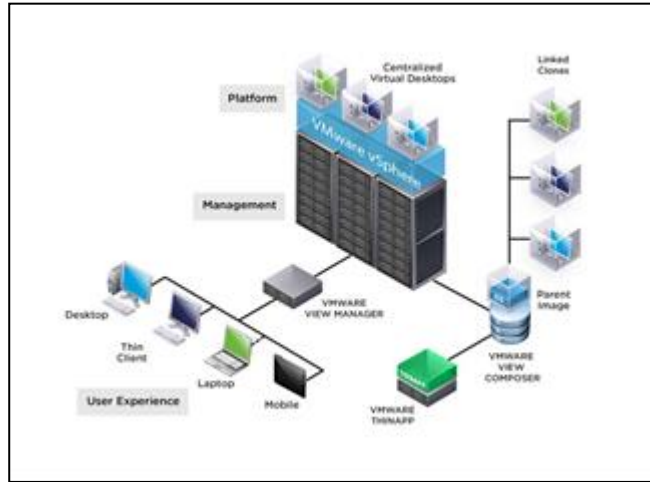 Centralized
Virtual Desktops
Linked
Clones
Platform
VMware vSphere
Management
Parent
Image
VMWARE
VIEW MANAGER
Desktop
Thin
Client
Laptop
Mobile
User Experience
VMWARE
VIEW
COMPOSER
VMWARE
THINAPP